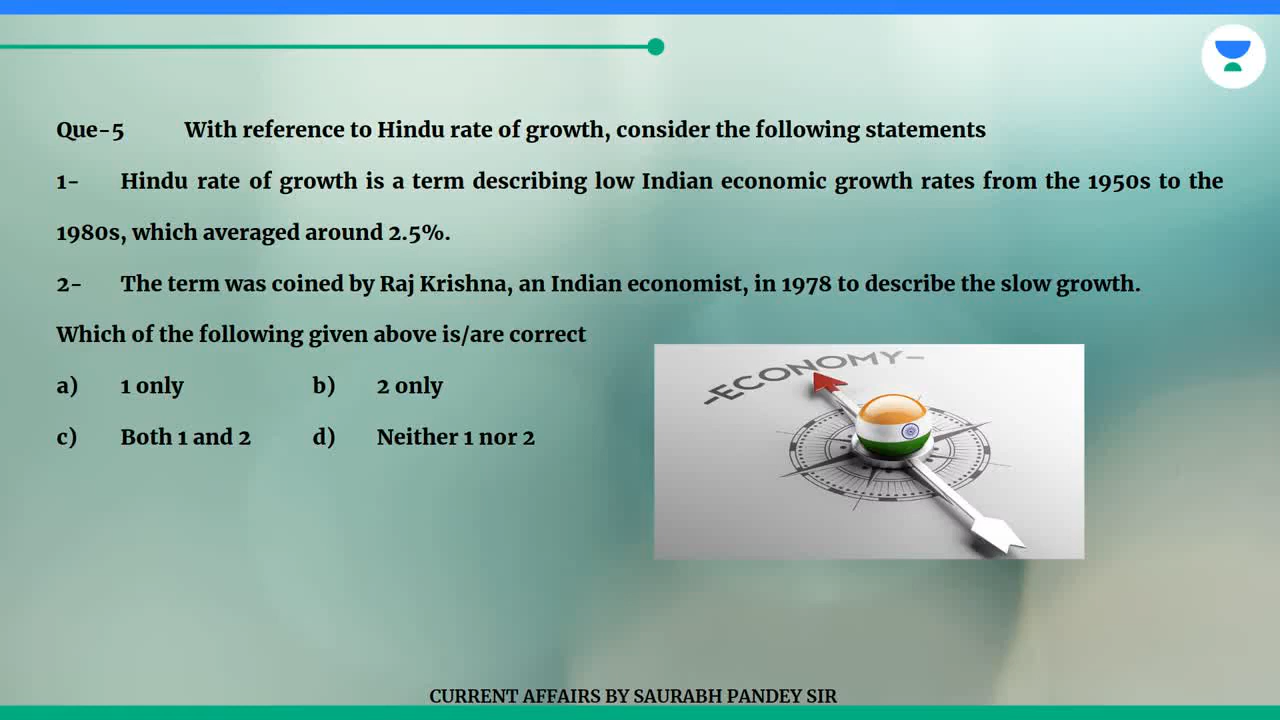 Que-5 With reference to Hindu rate of growth, consider the following statements
1- Hindu rate of growth is a term describing low Indian economic growth rates from the 1950s to the
1980s, which averaged around 2.5%.
2- The term was coined by Raj Krishna, an Indian economist, in 1978 to describe the slow growth.
Which of the following given above is/are correct
a) 1 only b) 2 only
c) Both 1 and 2 d) Neither 1 nor 2
-ECONOMY-
CURRENT AFFAIRS BY SAURABH PANDEY SIR